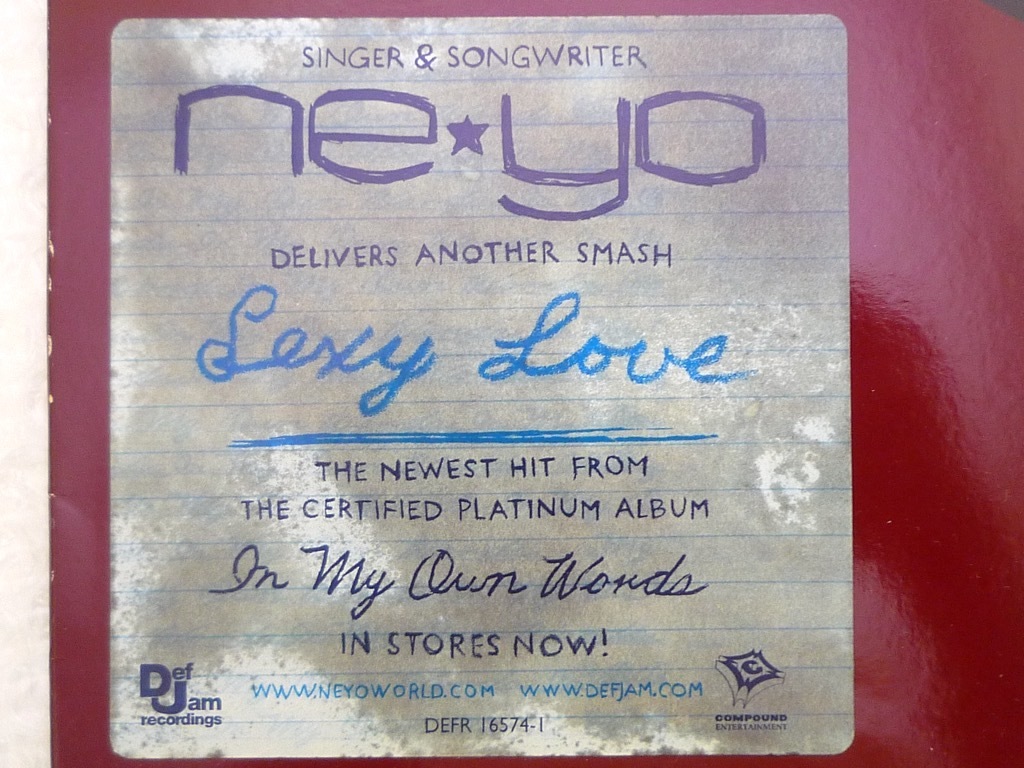 SINGER & SONGWRITER
ne★yo
DELIVERS ANOTHER SMASH
Sexy Love
THE NEWEST HIT FROM
THE CERTIFIED PLATINUM ALBUM
In My Own Words
IN STORES NOW!
Def Jam
recordings
WWW.NEYOWORLD.COM WWW.DEFJAM.COM
DEFR 16574-1
C
COMPOUND
ENTERTAINMENT